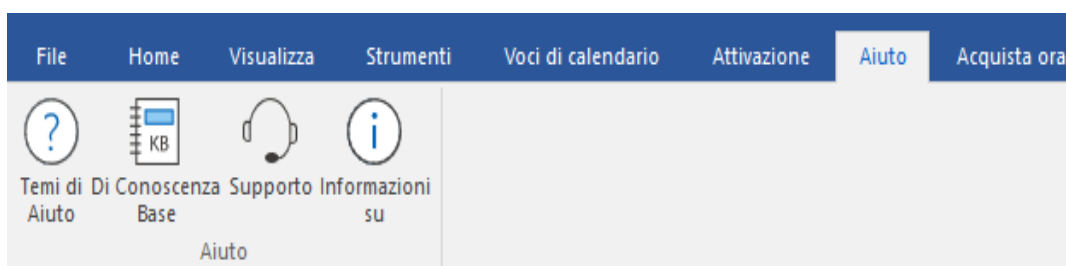 File Home Visualizza Strumenti Voci di calendario Attivazione Aiuto Acquista ora
?
KB
i
Temi di Di Conoscenza Supporto Informazioni
Aiuto Base su
Aiuto